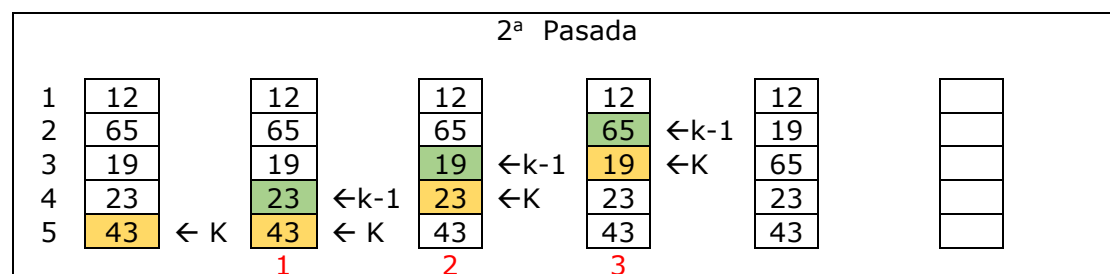 2ª Pasada
1 12 12 12 12 12
2 65 65 65 65 ←k-1 19
3 19 19 19 ←k-1 19 ←K 65
4 23 23 ←k-1 23 ←K 23 23
5 43 ← K 43 ← K 43 43 43
1 2 3